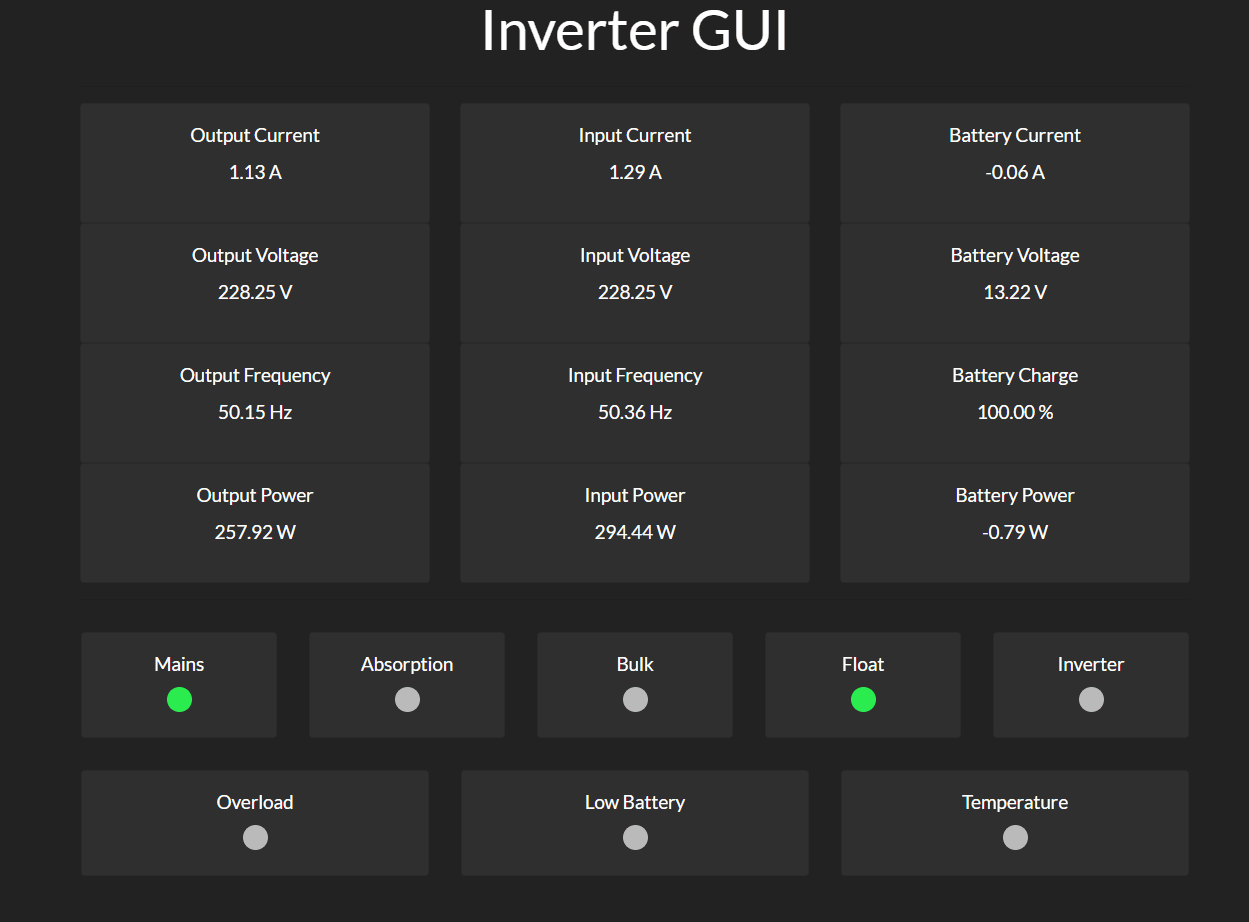 Inverter GUI
Output Current
1.13 A
Input Current
1.29 A
Battery Current
-0.06 A
Output Voltage
228.25 V
Input Voltage
228.25 V
Battery Voltage
13.22 V
Output Frequency
50.15 Hz
Input Frequency
50.36 Hz
Battery Charge
100.00 %
Output Power
257.92 W
Input Power
294.44 W
Battery Power
-0.79 W
Mains
Absorption
Bulk
Float
Inverter
Overload
Low Battery
Temperature